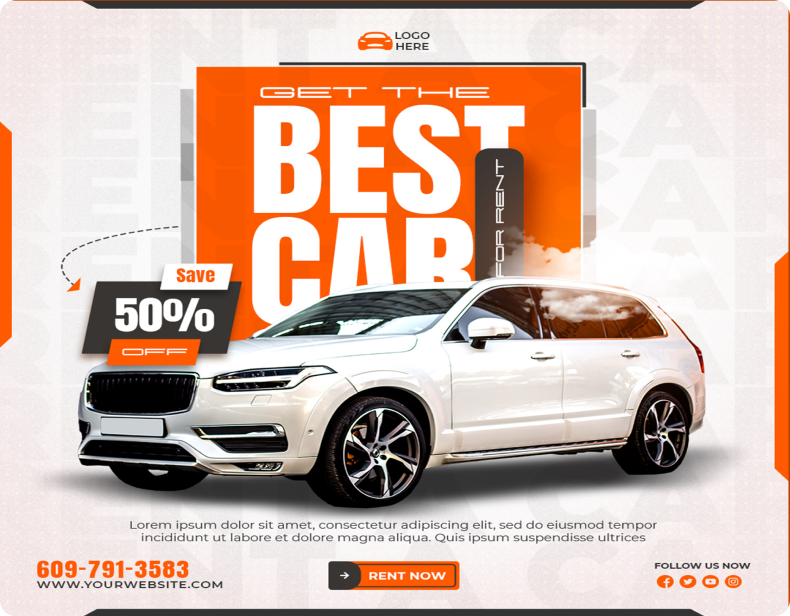 LOGO
HERE
GET THE
BEST
CAR
FOR RENT
Save
50%
OFF
Lorem ipsum dolor sit amet, consectetur adipiscing elit, sed do eiusmod tempor
incididunt ut labore et dolore magna aliqua. Quis ipsum suspendisse ultrices
609-791-3583
WWW.YOURWEBSITE.COM
RENT NOW
FOLLOW US NOW